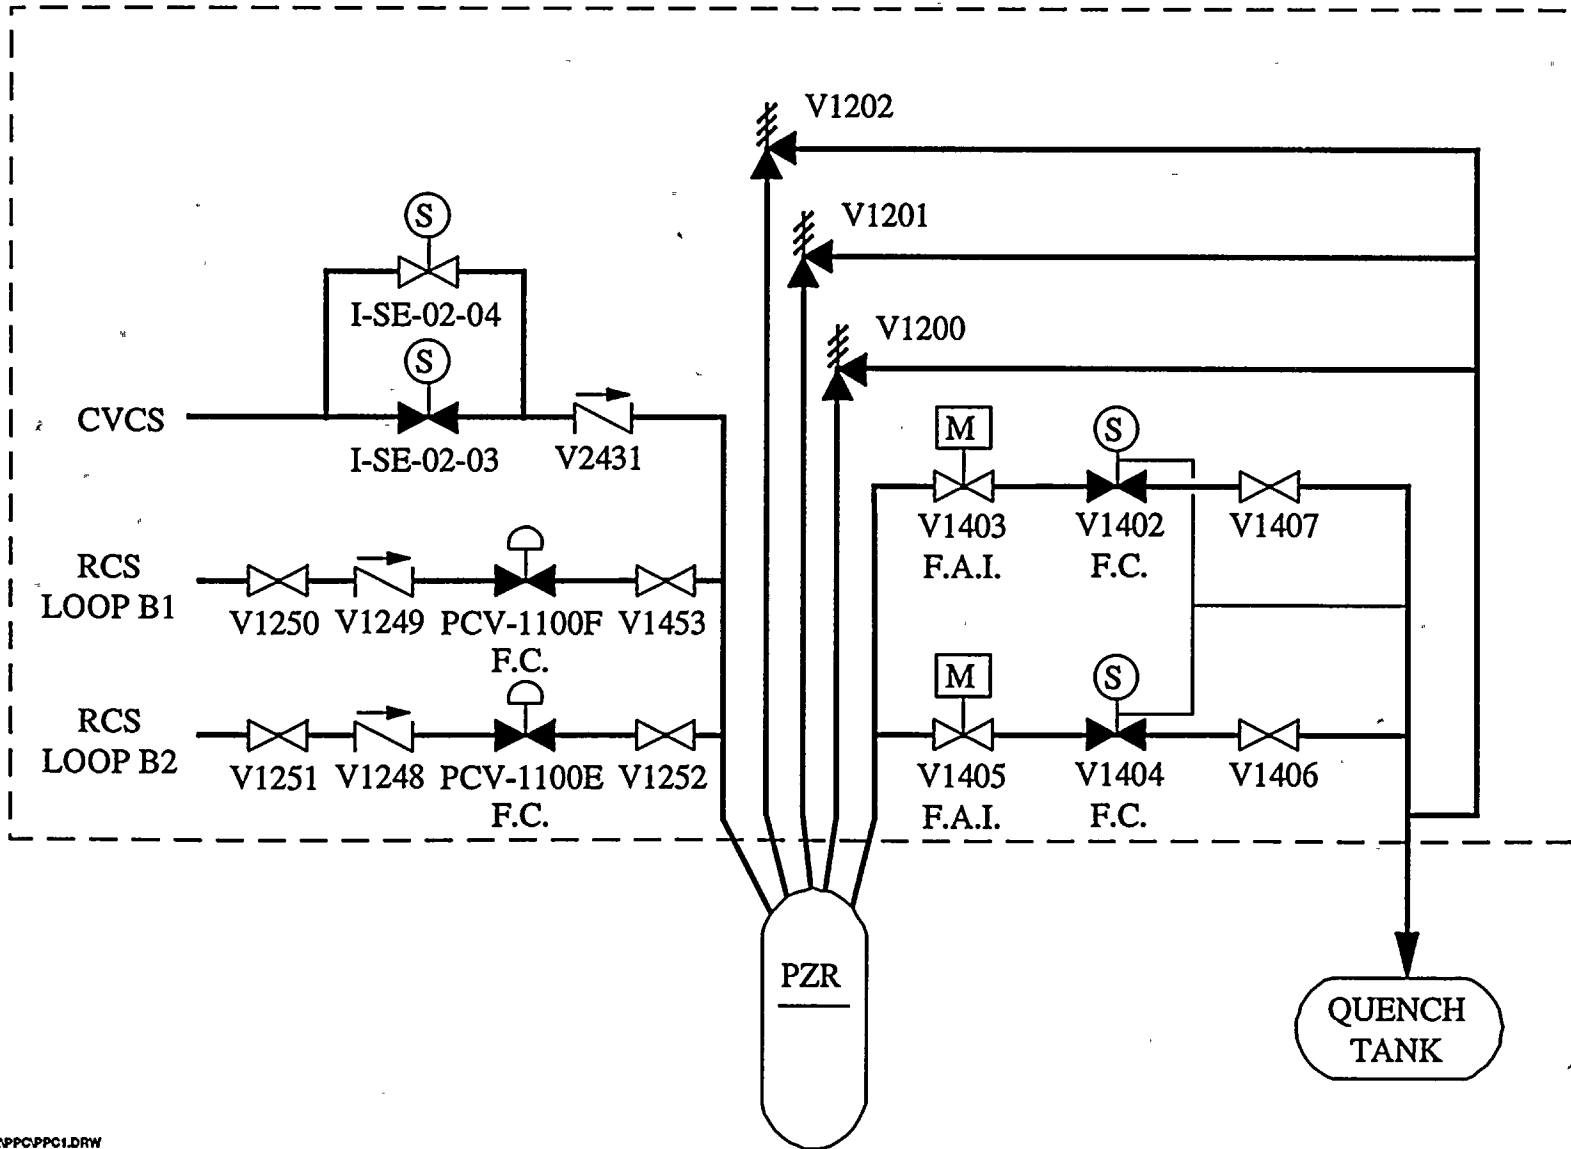 V1202
S
V1201
I-SE-02-04
S
V1200
CVCS
I-SE-02-03
V2431
M
S
V1403
F.A.I.
V1402
F.C.
V1407
RCS
LOOP B1
V1250
V1249
PCV-1100F
F.C.
V1453
M
S
RCS
LOOP B2
V1251
V1248
PCV-1100E
F.C.
V1252
V1405
F.A.I.
V1404
F.C.
V1406
PZR
QUENCH
TANK
\PPC\PPC1.DRW